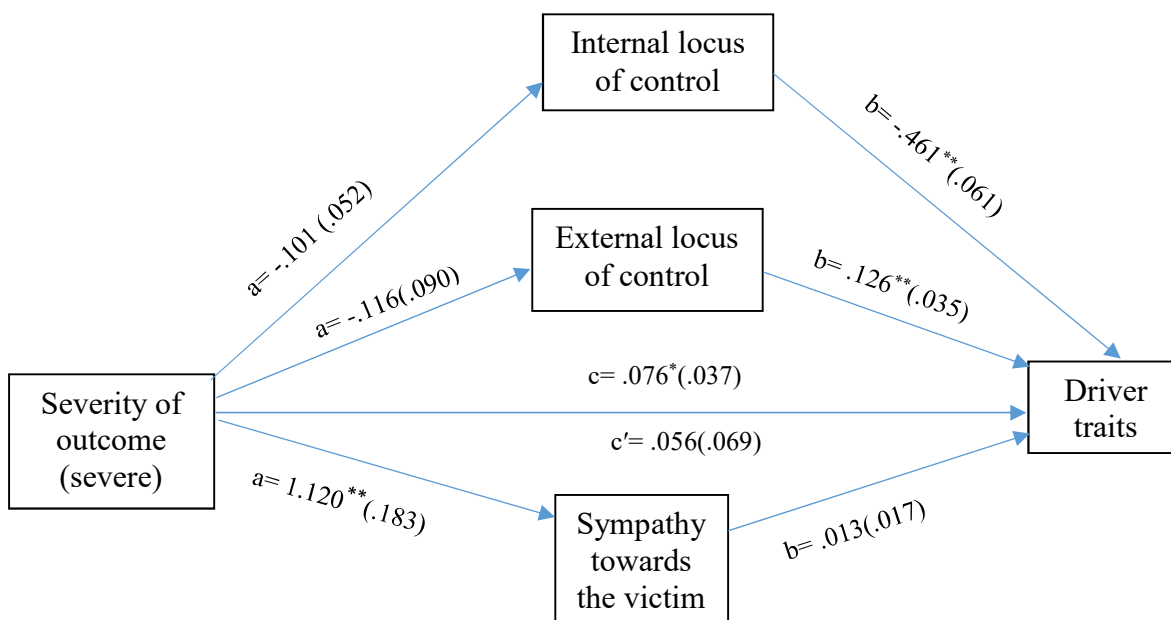 Internal locus
of control
b= -.461**(.061)
a= -.101 (.052)
External locus
of control
b= .126**(.035)
a= -.116(.090)
c= .076*(.037)
Severity of
outcome
(severe)
Driver
traits
c′= .056(.069)
a= 1.120**(.183)
Sympathy
towards
the victim
b= .013(.017)